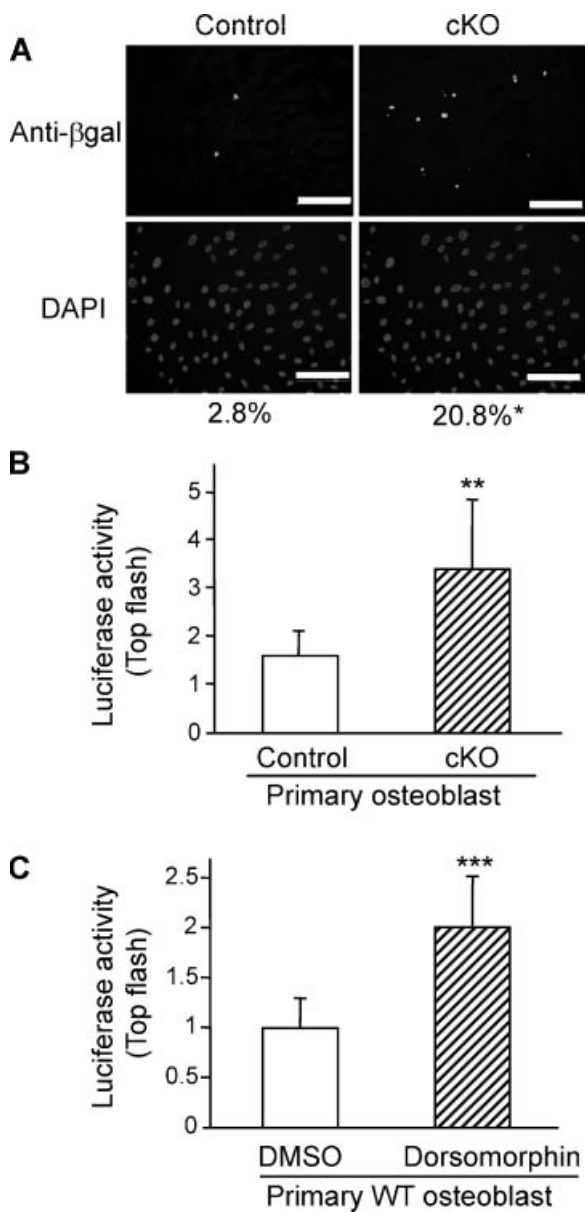 Control cKO
A
Anti-βgal
DAPI
2.8% 20.8%*
B
Luciferase activity
(Top flash)
5
4
3
2
1
0
**
Control cKO
Primary osteoblast
C
Luciferase activity
(Top flash)
2.5
2
1.5
1
0.5
0
***
DMSO Dorsomorphin
Primary WT osteoblast